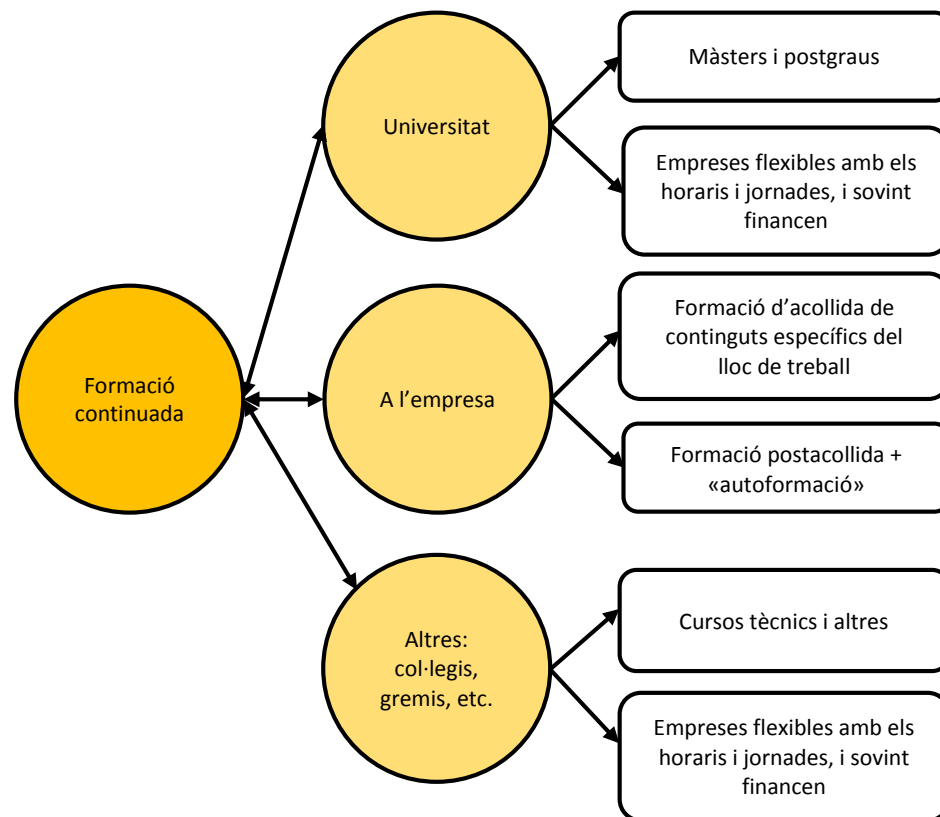 Formació
continuada
Universitat
Màsters i postgraus
Empreses flexibles amb els
horaris i jornades, i sovint
financen
A l’empresa
Formació d’acollida de
continguts específics del
lloc de treball
Formació postacollida +
«autoformació»
Altres:
col·legis,
gremis, etc.
Cursos tècnics i altres
Empreses flexibles amb els
horaris i jornades, i sovint
financen